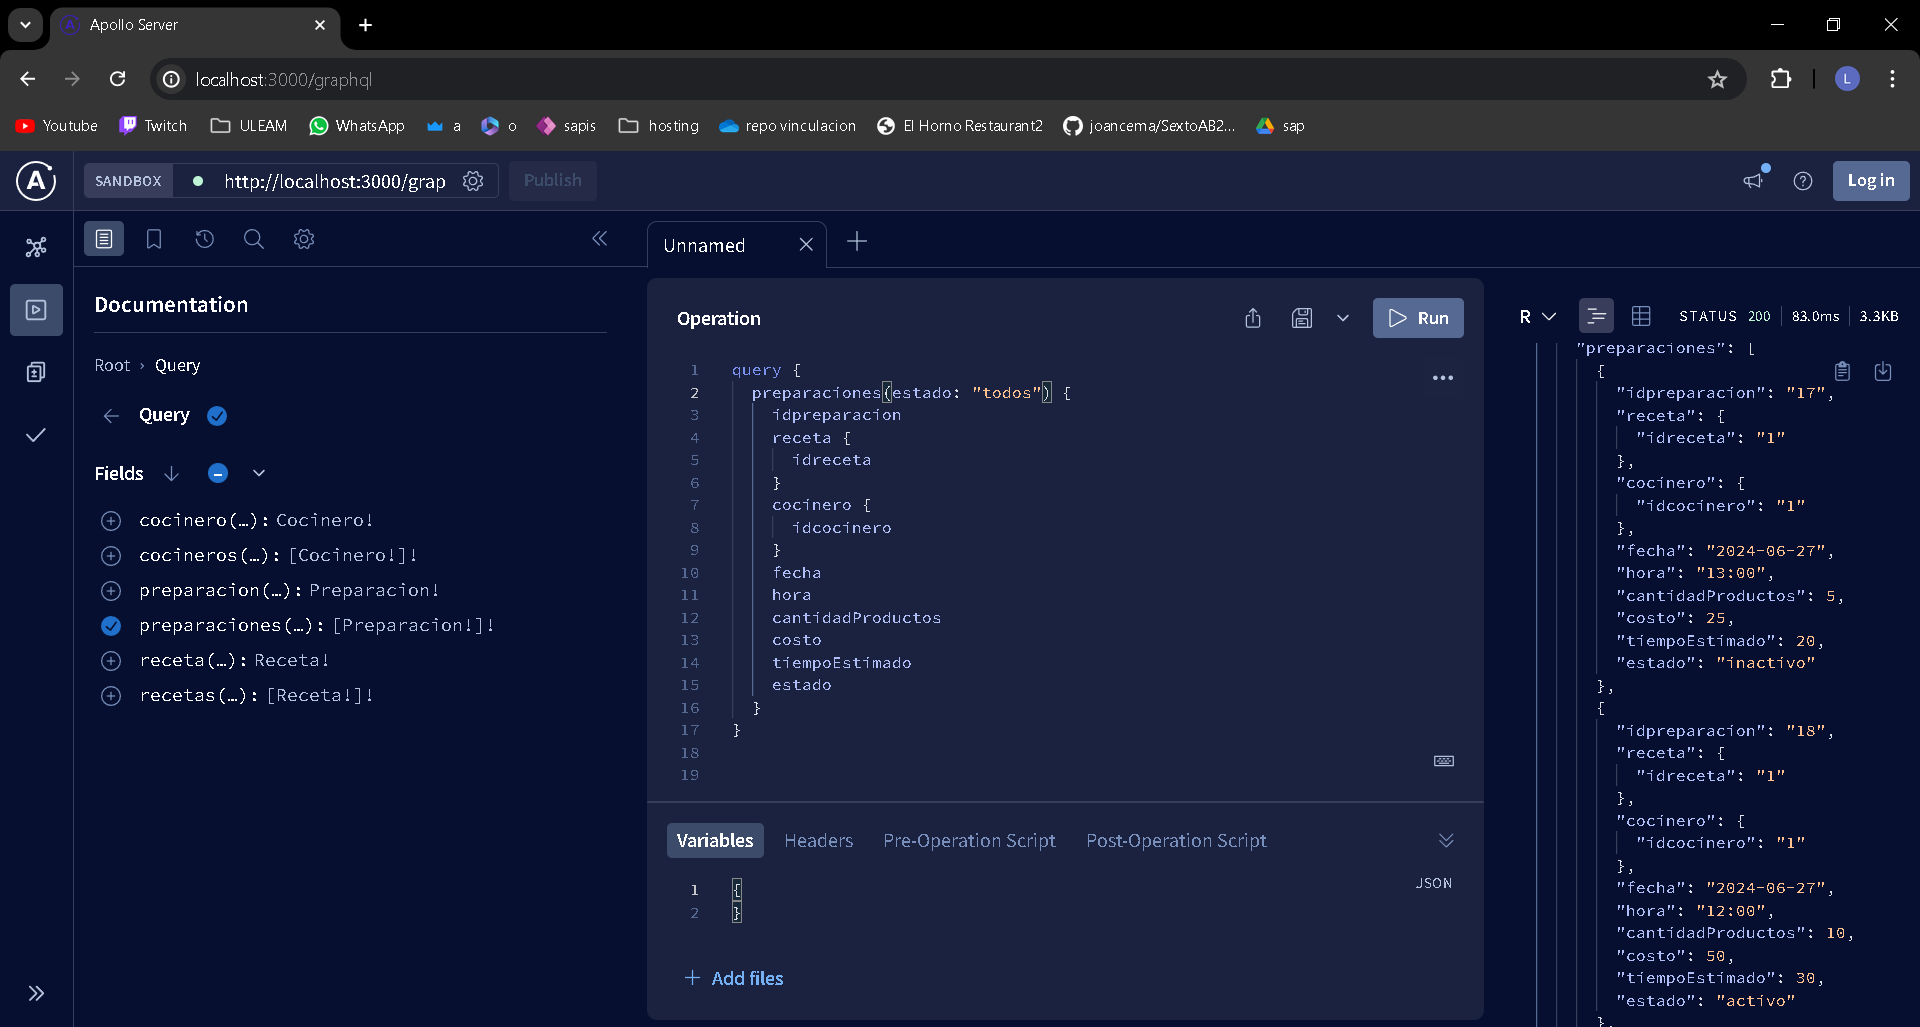 Apollo Server
localhost:3000/graphql
Youtube
Twitch
ULEAM
WhatsApp
a
o
sapis
hosting
repo vinculacion
El Horno Restaurant2
joancema/SextoAB2...
sap
L
SANDBOX
http://localhost:3000/grap
Publish
Log in
Unnamed
Documentation
Root › Query
Query
Fields
cocinero(…): Cocinero!
cocineros(…): [Cocinero!]!
preparacion(…): Preparacion!
preparaciones(…): [Preparacion!]!
receta(…): Receta!
recetas(…): [Receta!]!
Operation
Run
1 query {
2 preparaciones(estado: "todos") {
3 idpreparacion
4 receta {
5 idreceta
6 }
7 cocinero {
8 idcocinero
9 }
10 fecha
11 hora
12 cantidadProductos
13 costo
14 tiempoEstimado
15 estado
16 }
17 }
18
19
Variables
Headers
Pre-Operation Script
Post-Operation Script
JSON
1 {
2 }
Add files
R
STATUS 200
83.0ms
3.3KB
"preparaciones": [
{
"idpreparacion": "17",
"receta": {
"idreceta": "1"
},
"cocinero": {
"idcocinero": "1"
},
"fecha": "2024-06-27",
"hora": "13:00",
"cantidadProductos": 5,
"costo": 25,
"tiempoEstimado": 20,
"estado": "inactivo"
},
{
"idpreparacion": "18",
"receta": {
"idreceta": "1"
},
"cocinero": {
"idcocinero": "1"
},
"fecha": "2024-06-27",
"hora": "12:00",
"cantidadProductos": 10,
"costo": 50,
"tiempoEstimado": 30,
"estado": "activo"
},